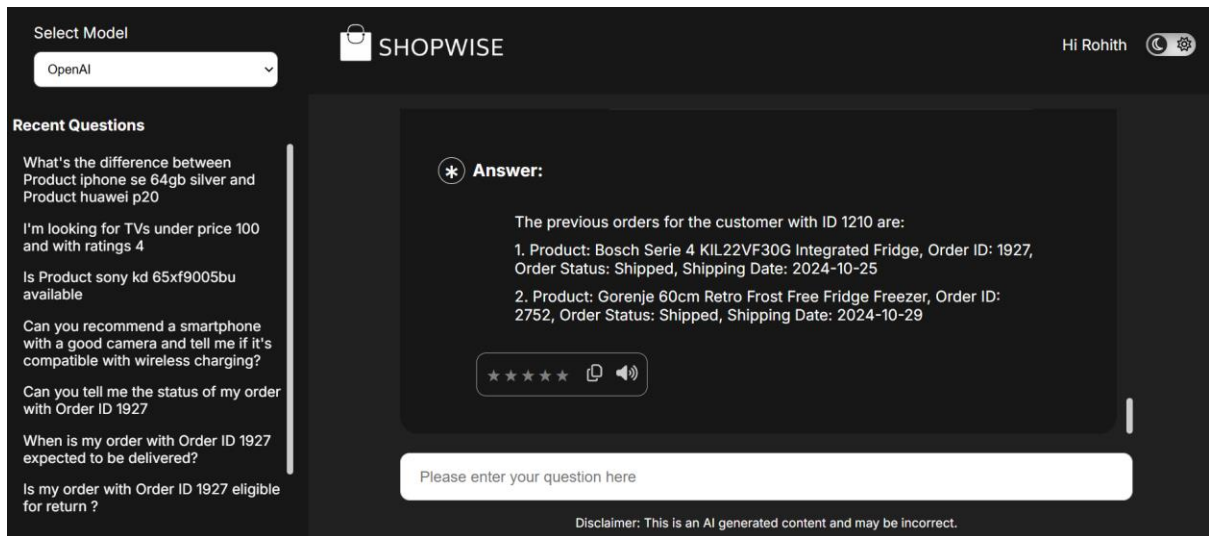 Select Model
OpenAI
Recent Questions
What's the difference between
Product iphone se 64gb silver and
Product huawei p20
I'm looking for TVs under price 100
and with ratings 4
Is Product sony kd 65xf9005bu
available
Can you recommend a smartphone
with a good camera and tell me if it's
compatible with wireless charging?
Can you tell me the status of my order
with Order ID 1927
When is my order with Order ID 1927
expected to be delivered?
Is my order with Order ID 1927 eligible
for return ?
SHOPWISE
Hi Rohith
Answer:
The previous orders for the customer with ID 1210 are:
1. Product: Bosch Serie 4 KIL22VF30G Integrated Fridge, Order ID: 1927,
Order Status: Shipped, Shipping Date: 2024-10-25
2. Product: Gorenje 60cm Retro Frost Free Fridge Freezer, Order ID:
2752, Order Status: Shipped, Shipping Date: 2024-10-29
Please enter your question here
Disclaimer: This is an AI generated content and may be incorrect.